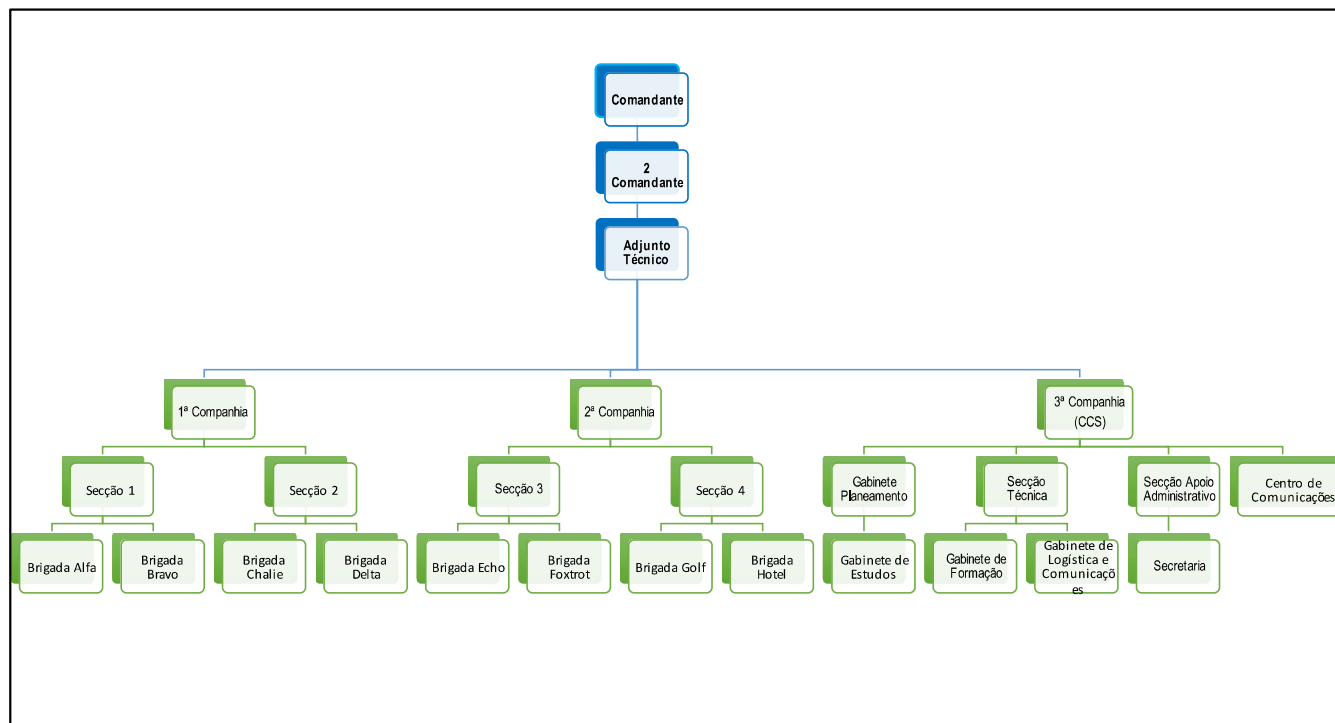 Comandante
2
Comandante
Adjunto
Técnico
1ª Companhia
2ª Companhia
3ª Companhia
(CCS)
Secção 1
Secção 2
Secção 3
Secção 4
Gabinete
Planeamento
Secção
Técnica
Secção Apoio
Administrativo
Centro de
Comunicações
Brigada Alfa
Brigada
Bravo
Brigada
Chalie
Brigada
Delta
Brigada Echo
Brigada
Foxtrot
Brigada Golf
Brigada
Hotel
Gabinete de
Estudos
Gabinete de
Formação
Gabinete de
Logística e
Comunicaçõ
es
Secretaria